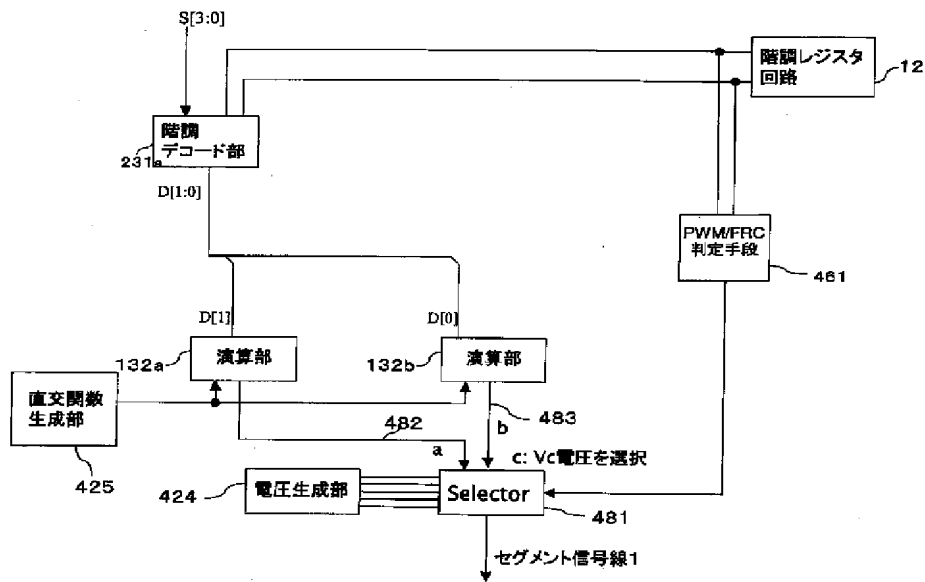 S[3:0]
階調レジスタ
回路
12
階調
デコード部
231a
D[1:0]
PWM/FRC
判定手段
461
D[1]
D[0]
132a
演算部
132b
演算部
直交関数
生成部
425
482
483
a
b
c: Vc電圧を選択
424
電圧生成部
Selector
481
セグメント信号線1